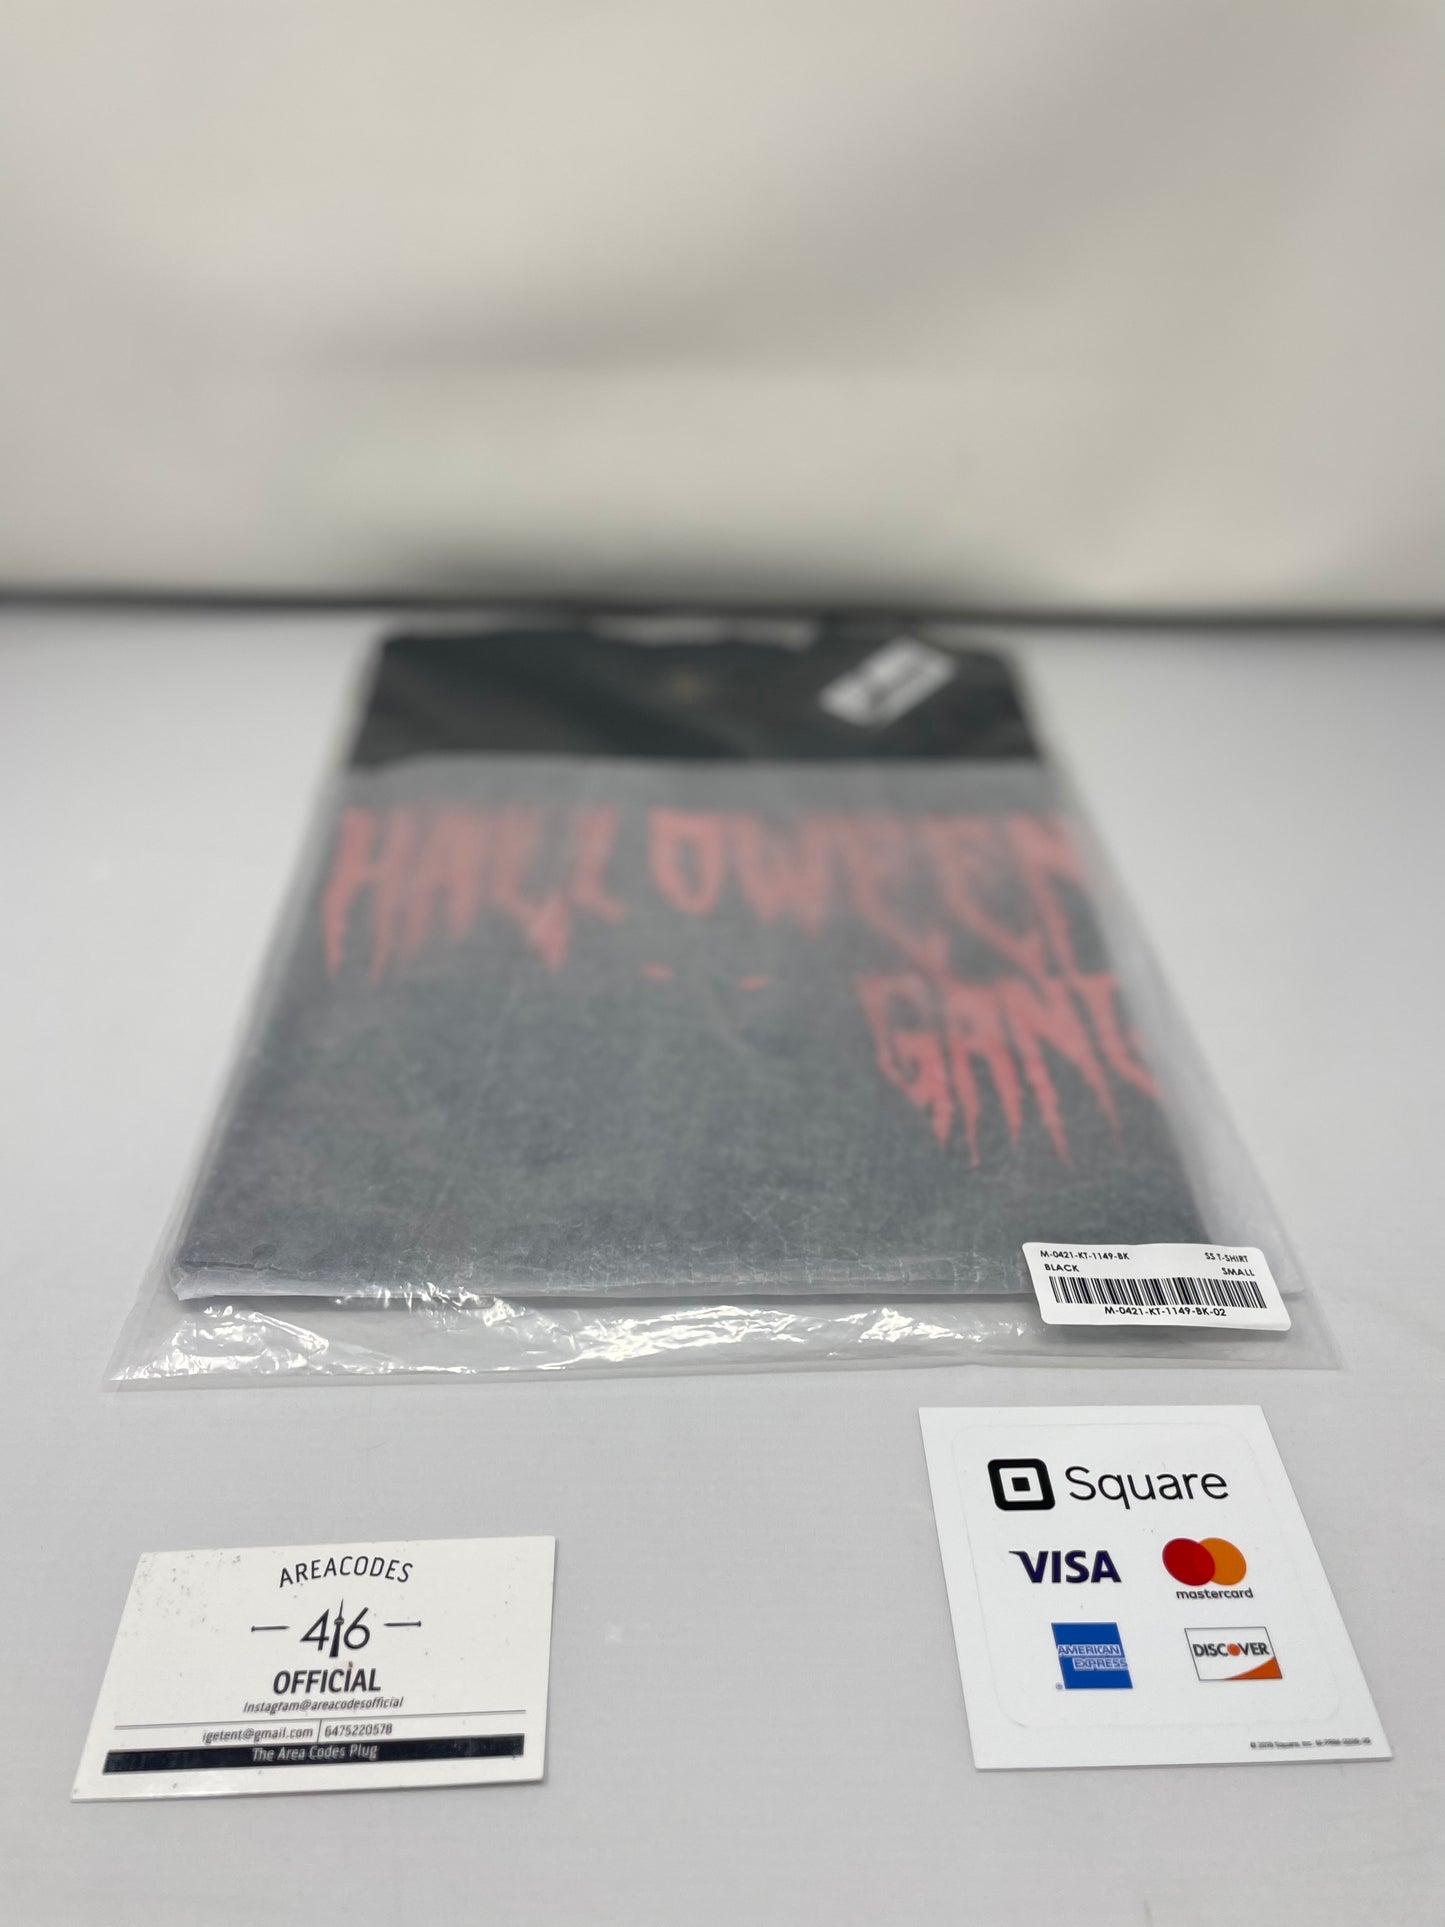 HALLOWEEN
GANG
M-0421-KT-1149-BK SS T-SHIRT
BLACK SMALL
M-0421-KT-1149-BK-02
Square
VISA
mastercard
AMERICAN
EXPRESS
DISCOVER
AREACODES
416
OFFICIAL
Instagram@areacodesofficial
igetent@gmail.com 6475220578
The Area Codes Plug